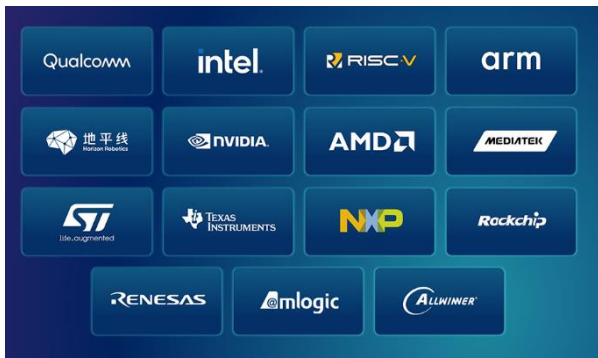 Qualcomm
intel.
RISC-V
arm
地平线
Horizon Robotics
NVIDIA.
AMD
MEDIATEK
ST
life.augmented
TEXAS
INSTRUMENTS
NXP
Rockchip
RENESAS
@mlogic
ALLWINNER